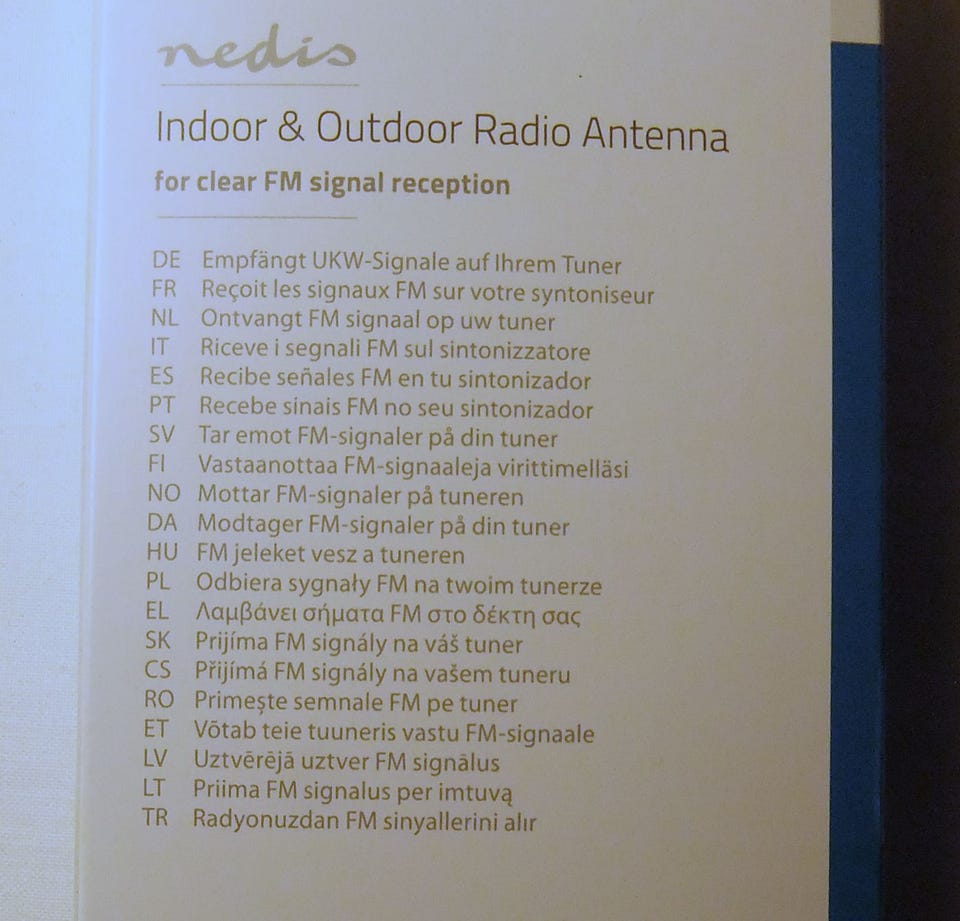 nedis
Indoor & Outdoor Radio Antenna
for clear FM signal reception
DE Empfängt UKW-Signale auf Ihrem Tuner
FR Reçoit les signaux FM sur votre syntoniseur
NL Ontvangt FM signaal op uw tuner
IT Riceve i segnali FM sul sintonizzatore
ES Recibe señales FM en tu sintonizador
PT Recebe sinais FM no seu sintonizador
SV Tar emot FM-signaler på din tuner
FI Vastaanottaa FM-signaaleja virittimelläsi
NO Mottar FM-signaler på tuneren
DA Modtager FM-signaler på din tuner
HU FM jeleket vesz a tuneren
PL Odbiera sygnały FM na twoim tunerze
EL Λαμβάνει σήματα FM στο δέκτη σας
SK Prijíma FM signály na váš tuner
CS Přijímá FM signály na vašem tuneru
RO Primește semnale FM pe tuner
ET Võtab teie tuuneris vastu FM-signaale
LV Uztvērējā uztver FM signālus
LT Priima FM signalus per imtuvą
TR Radyonuzdan FM sinyallerini alır